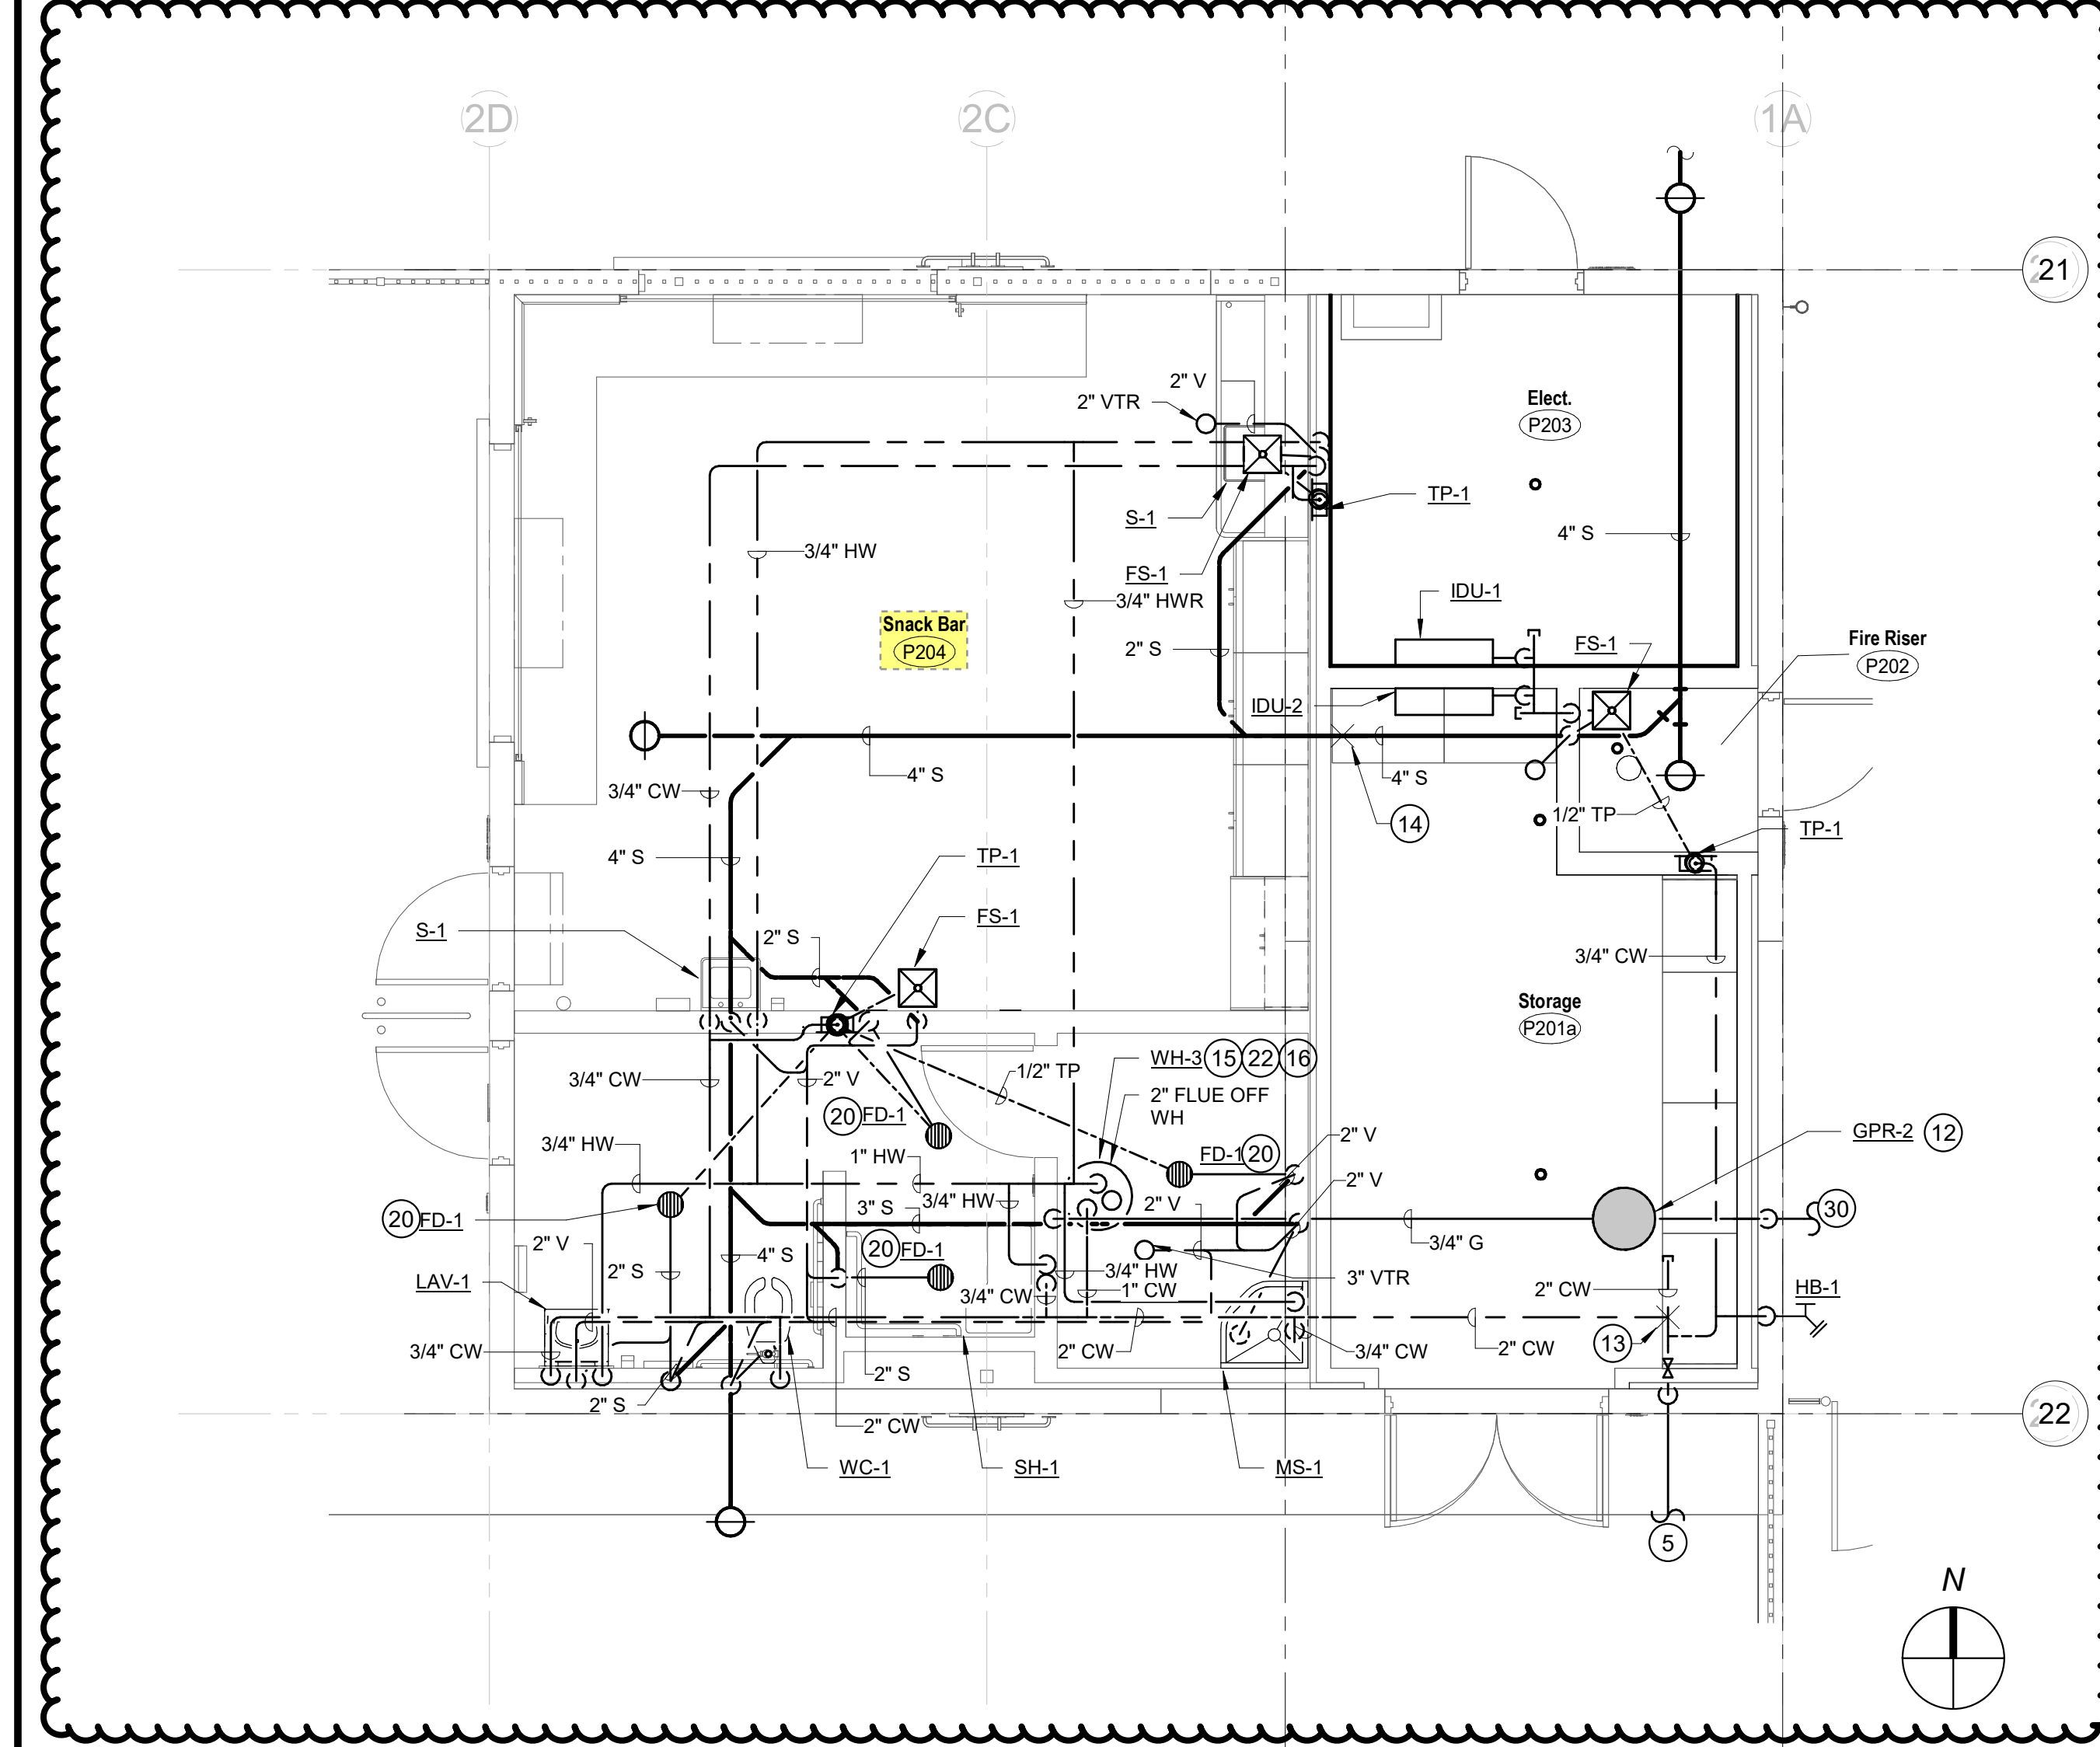 2D
2C
1A
21
2" V
2" VTR
Elect.
P203
S-1
TP-1
4" S
3/4" HW
FS-1
3/4" HWR
IDU-1
Snack Bar
P204
2" S
FS-1
Fire Riser
P202
IDU-2
4" S
4" S
3/4" CW
14
1/2" TP
TP-1
4" S
TP-1
FS-1
S-1
2" S
3/4" CW
Storage
P201a
WH-3 15 22 16
1/2" TP
3/4" CW
2" V
2" FLUE OFF
WH
20 FD-1
GPR-2 12
3/4" HW
2" V
1" HW
FD-1 20
2" V
3/4" HW
3" S
2" V
20 FD-1
30
2" V
4" S
20 FD-1
3/4" G
2" S
3/4" HW
3" VTR
LAV-1
3/4" CW
1" CW
2" CW
HB-1
3/4" CW
2" CW
3/4" CW
2" CW
13
2" S
2" S
2" CW
22
WC-1
SH-1
MS-1
5
N